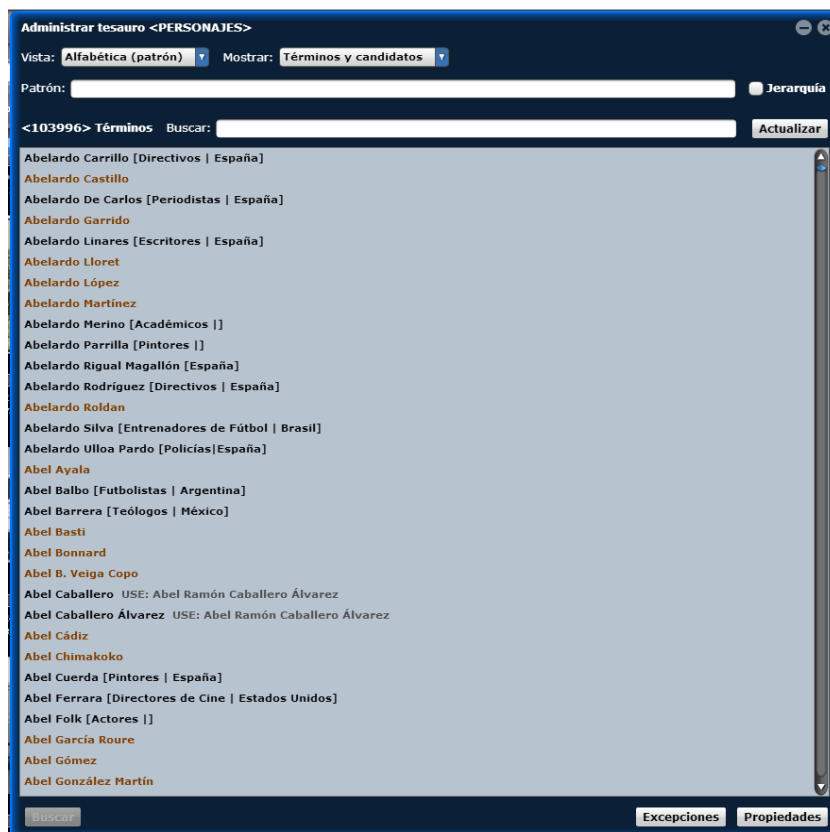 Administrar tesauro <PERSONAJES>
Vista: Alfabética (patrón) Mostrar: Términos y candidatos
Patrón: Jerarquía
<103996> Términos Buscar: Actualizar
Abelardo Carrillo [Directivos | España]
Abelardo Castillo
Abelardo De Carlos [Periodistas | España]
Abelardo Garrido
Abelardo Linares [Escritores | España]
Abelardo Lloret
Abelardo López
Abelardo Martínez
Abelardo Merino [Académicos |]
Abelardo Parrilla [Pintores |]
Abelardo Rigual Magallón [España]
Abelardo Rodríguez [Directivos | España]
Abelardo Roldan
Abelardo Silva [Entrenadores de Fútbol | Brasil]
Abelardo Ulloa Pardo [Policías|España]
Abel Ayala
Abel Balbo [Futbolistas | Argentina]
Abel Barrera [Teólogos | México]
Abel Basti
Abel Bonnard
Abel B. Veiga Copo
Abel Caballero USE: Abel Ramón Caballero Álvarez
Abel Caballero Álvarez USE: Abel Ramón Caballero Álvarez
Abel Cádiz
Abel Chimakoko
Abel Cuerda [Pintores | España]
Abel Ferrara [Directores de Cine | Estados Unidos]
Abel Folk [Actores |]
Abel García Roure
Abel Gómez
Abel González Martín
Buscar Excepciones Propiedades